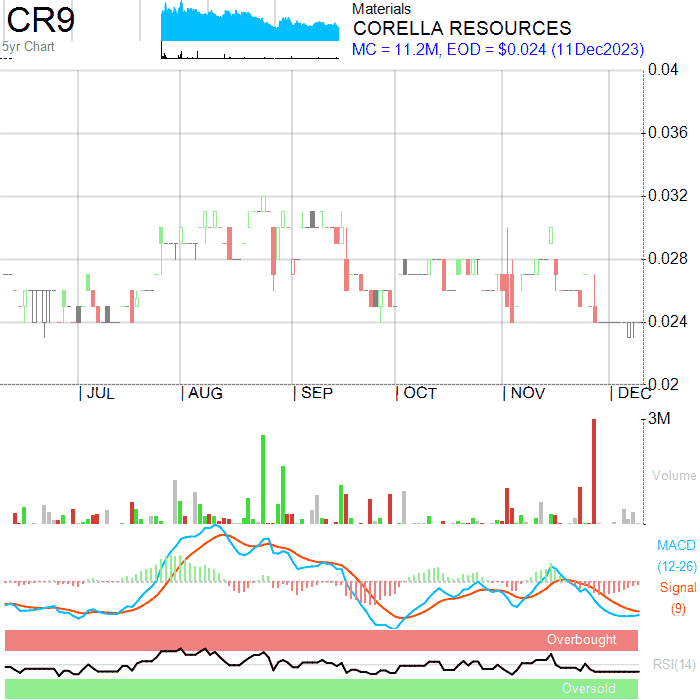 CR9
5yr Chart
Materials
CORELLA RESOURCES
MC = 11.2M, EOD = $0.024 (11Dec2023)
0.04
0.036
0.032
0.028
0.024
0.02
JUL AUG SEP OCT NOV DEC
3M
Volume
MACD
(12-26)
Signal
(9)
Overbought
RSI(14)
Oversold